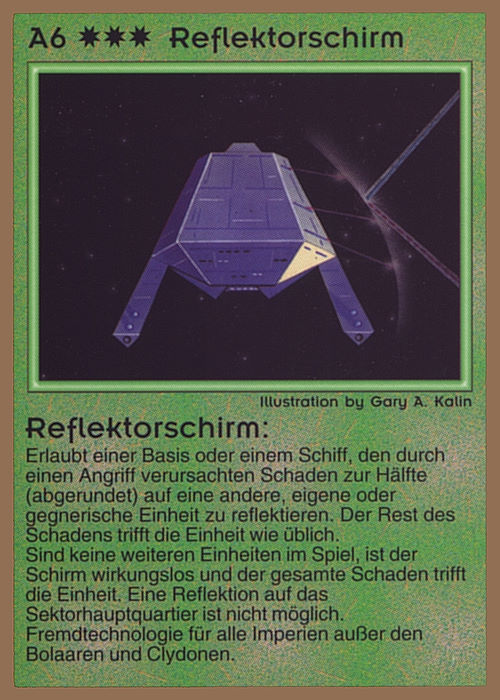 A6 ✷✷✷ Reflektorschirm
Illustration by Gary A. Kalin
Reflektorschirm:
Erlaubt einer Basis oder einem Schiff, den durch
einen Angriff verursachten Schaden zur Hälfte
(abgerundet) auf eine andere, eigene oder
gegnerische Einheit zu reflektieren. Der Rest des
Schadens trifft die Einheit wie üblich.
Sind keine weiteren Einheiten im Spiel, ist der
Schirm wirkungslos und der gesamte Schaden trifft
die Einheit. Eine Reflektion auf das
Sektorhauptquartier ist nicht möglich.
Fremdtechnologie für alle Imperien außer den
Bolaaren und Clydonen.